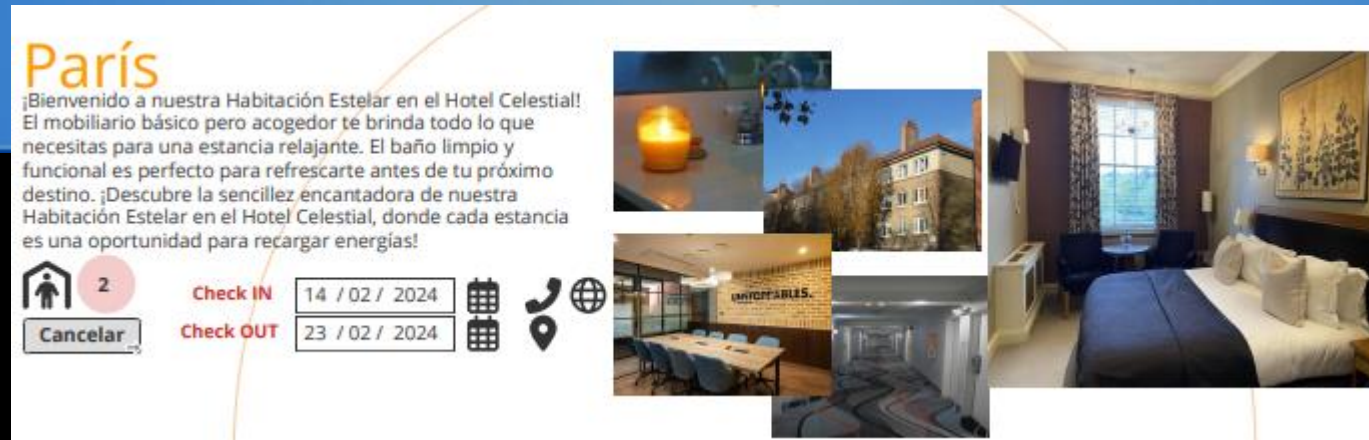 París
¡Bienvenido a nuestra Habitación Estelar en el Hotel Celestial!
El mobiliario básico pero acogedor te brinda todo lo que
necesitas para una estancia relajante. El baño limpio y
funcional es perfecto para refrescarte antes de tu próximo
destino. ¡Descubre la sencillez encantadora de nuestra
Habitación Estelar en el Hotel Celestial, donde cada estancia
es una oportunidad para recargar energías!
2
Check IN 14 / 02 / 2024
Cancelar
Check OUT 23 / 02 / 2024